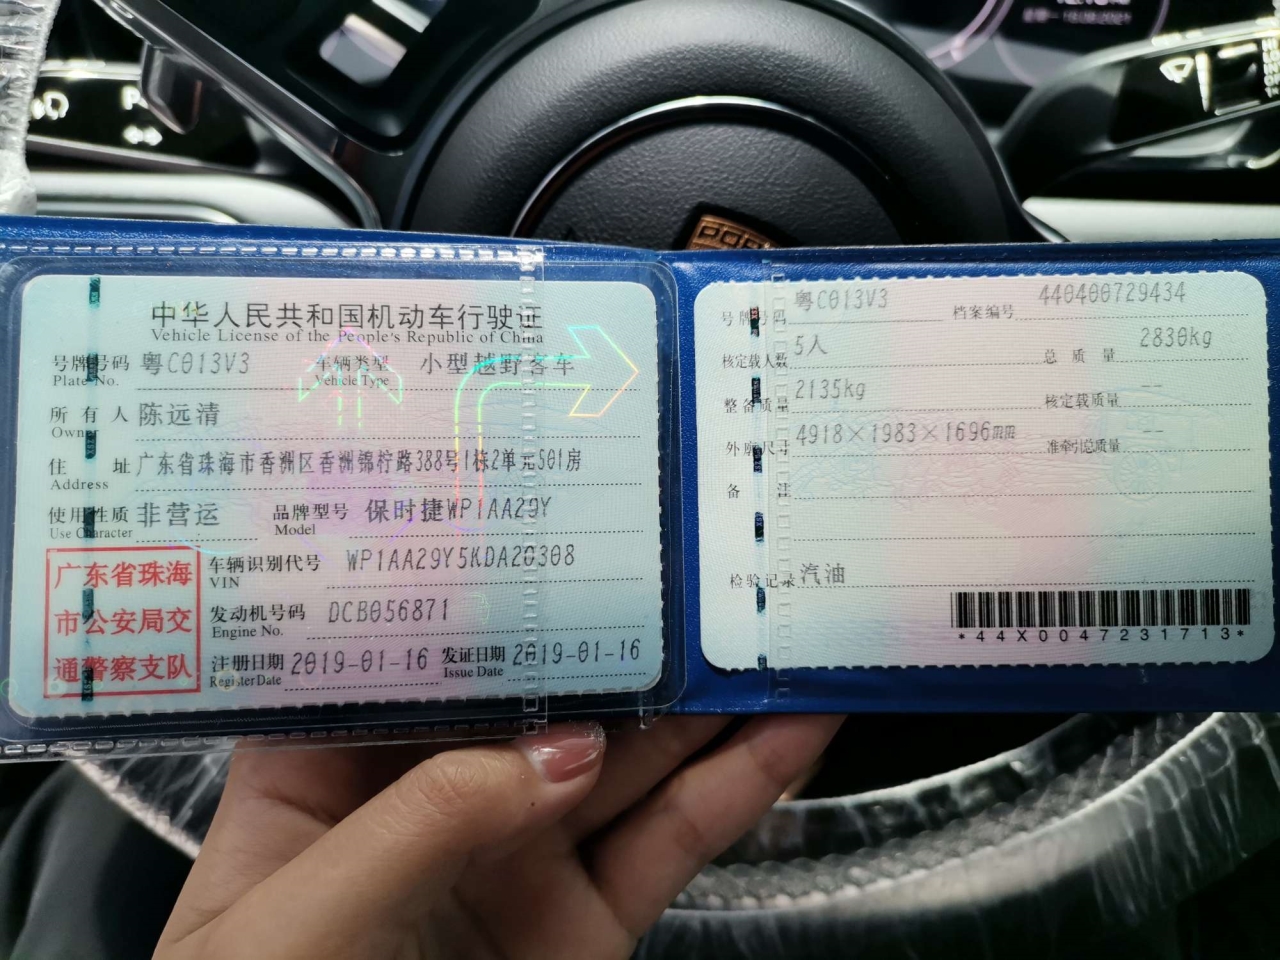 16.08.2021
中华人民共和国机动车行驶证
Vehicle License of the People's Republic of China
号牌号码 粤C013V3 车辆类型 小型越野客车
Plate No. Vehicle Type
所有人 陈远清
Owner
住址 广东省珠海市香洲区香洲锦柠路388号1栋2单元501房
Address
使用性质 非营运 品牌型号 保时捷WP1AA29Y
Use Character Model
广东省珠海
市公安局交
通警察支队
车辆识别代号 WP1AA29Y5KDA20308
VIN
发动机号码 DCB056871
Engine No.
注册日期 2019-01-16 发证日期 2019-01-16
Register Date Issue Date
号牌号码 粤C013V3 档案编号 440400729434
核定载人数 5人 总质量 2830kg
整备质量 2135kg 核定载质量 --
外廓尺寸 4918×1983×1696mm 准牵引总质量 --
备注
检验记录 汽油
*44X0047231713*